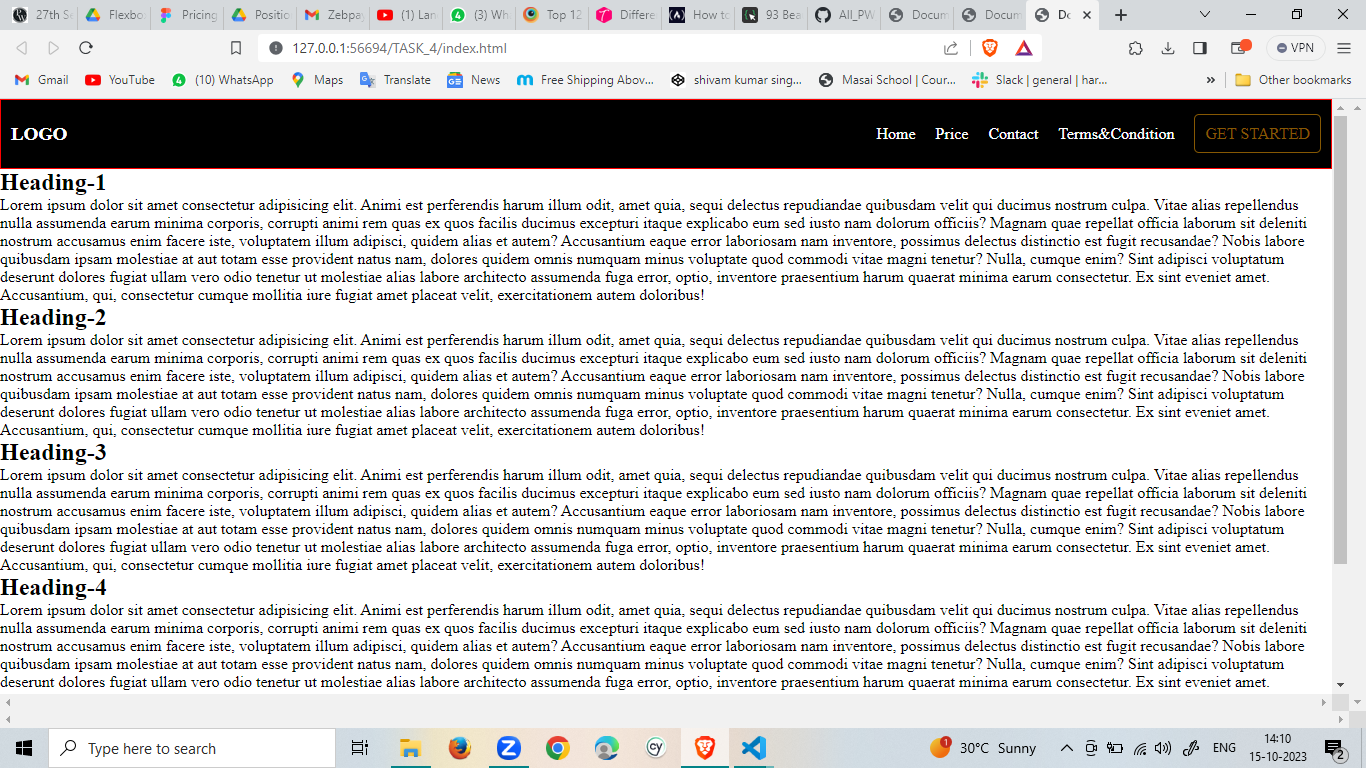 27th Se
Flexbo
Pricing
Positio
Zebpay
(1) Lan
(3) Wha
Top 12
Differe
How to
93 Bea
All_PW
Docum
Docum
Do
127.0.0.1:56694/TASK_4/index.html
VPN
Gmail
YouTube
(10) WhatsApp
Maps
Translate
News
Free Shipping Abov...
shivam kumar sing...
Masai School | Cour...
Slack | general | har...
»
Other bookmarks
LOGO
Home Price Contact Terms&Condition GET STARTED
Heading-1
Lorem ipsum dolor sit amet consectetur adipisicing elit. Animi est perferendis harum illum odit, amet quia, sequi delectus repudiandae quibusdam velit qui ducimus nostrum culpa. Vitae alias repellendus
nulla assumenda earum minima corporis, corrupti animi rem quas ex quos facilis ducimus excepturi itaque explicabo eum sed iusto nam dolorum officiis? Magnam quae repellat officia laborum sit deleniti
nostrum accusamus enim facere iste, voluptatem illum adipisci, quidem alias et autem? Accusantium eaque error laboriosam nam inventore, possimus delectus distinctio est fugit recusandae? Nobis labore
quibusdam ipsam molestiae at aut totam esse provident natus nam, dolores quidem omnis numquam minus voluptate quod commodi vitae magni tenetur? Nulla, cumque enim? Sint adipisci voluptatum
deserunt dolores fugiat ullam vero odio tenetur ut molestiae alias labore architecto assumenda fuga error, optio, inventore praesentium harum quaerat minima earum consectetur. Ex sint eveniet amet.
Accusantium, qui, consectetur cumque mollitia iure fugiat amet placeat velit, exercitationem autem doloribus!
Heading-2
Lorem ipsum dolor sit amet consectetur adipisicing elit. Animi est perferendis harum illum odit, amet quia, sequi delectus repudiandae quibusdam velit qui ducimus nostrum culpa. Vitae alias repellendus
nulla assumenda earum minima corporis, corrupti animi rem quas ex quos facilis ducimus excepturi itaque explicabo eum sed iusto nam dolorum officiis? Magnam quae repellat officia laborum sit deleniti
nostrum accusamus enim facere iste, voluptatem illum adipisci, quidem alias et autem? Accusantium eaque error laboriosam nam inventore, possimus delectus distinctio est fugit recusandae? Nobis labore
quibusdam ipsam molestiae at aut totam esse provident natus nam, dolores quidem omnis numquam minus voluptate quod commodi vitae magni tenetur? Nulla, cumque enim? Sint adipisci voluptatum
deserunt dolores fugiat ullam vero odio tenetur ut molestiae alias labore architecto assumenda fuga error, optio, inventore praesentium harum quaerat minima earum consectetur. Ex sint eveniet amet.
Accusantium, qui, consectetur cumque mollitia iure fugiat amet placeat velit, exercitationem autem doloribus!
Heading-3
Lorem ipsum dolor sit amet consectetur adipisicing elit. Animi est perferendis harum illum odit, amet quia, sequi delectus repudiandae quibusdam velit qui ducimus nostrum culpa. Vitae alias repellendus
nulla assumenda earum minima corporis, corrupti animi rem quas ex quos facilis ducimus excepturi itaque explicabo eum sed iusto nam dolorum officiis? Magnam quae repellat officia laborum sit deleniti
nostrum accusamus enim facere iste, voluptatem illum adipisci, quidem alias et autem? Accusantium eaque error laboriosam nam inventore, possimus delectus distinctio est fugit recusandae? Nobis labore
quibusdam ipsam molestiae at aut totam esse provident natus nam, dolores quidem omnis numquam minus voluptate quod commodi vitae magni tenetur? Nulla, cumque enim? Sint adipisci voluptatum
deserunt dolores fugiat ullam vero odio tenetur ut molestiae alias labore architecto assumenda fuga error, optio, inventore praesentium harum quaerat minima earum consectetur. Ex sint eveniet amet.
Accusantium, qui, consectetur cumque mollitia iure fugiat amet placeat velit, exercitationem autem doloribus!
Heading-4
Lorem ipsum dolor sit amet consectetur adipisicing elit. Animi est perferendis harum illum odit, amet quia, sequi delectus repudiandae quibusdam velit qui ducimus nostrum culpa. Vitae alias repellendus
nulla assumenda earum minima corporis, corrupti animi rem quas ex quos facilis ducimus excepturi itaque explicabo eum sed iusto nam dolorum officiis? Magnam quae repellat officia laborum sit deleniti
nostrum accusamus enim facere iste, voluptatem illum adipisci, quidem alias et autem? Accusantium eaque error laboriosam nam inventore, possimus delectus distinctio est fugit recusandae? Nobis labore
quibusdam ipsam molestiae at aut totam esse provident natus nam, dolores quidem omnis numquam minus voluptate quod commodi vitae magni tenetur? Nulla, cumque enim? Sint adipisci voluptatum
deserunt dolores fugiat ullam vero odio tenetur ut molestiae alias labore architecto assumenda fuga error, optio, inventore praesentium harum quaerat minima earum consectetur. Ex sint eveniet amet.
Type here to search
cy
1
30°C Sunny
ENG
14:10
15-10-2023
2